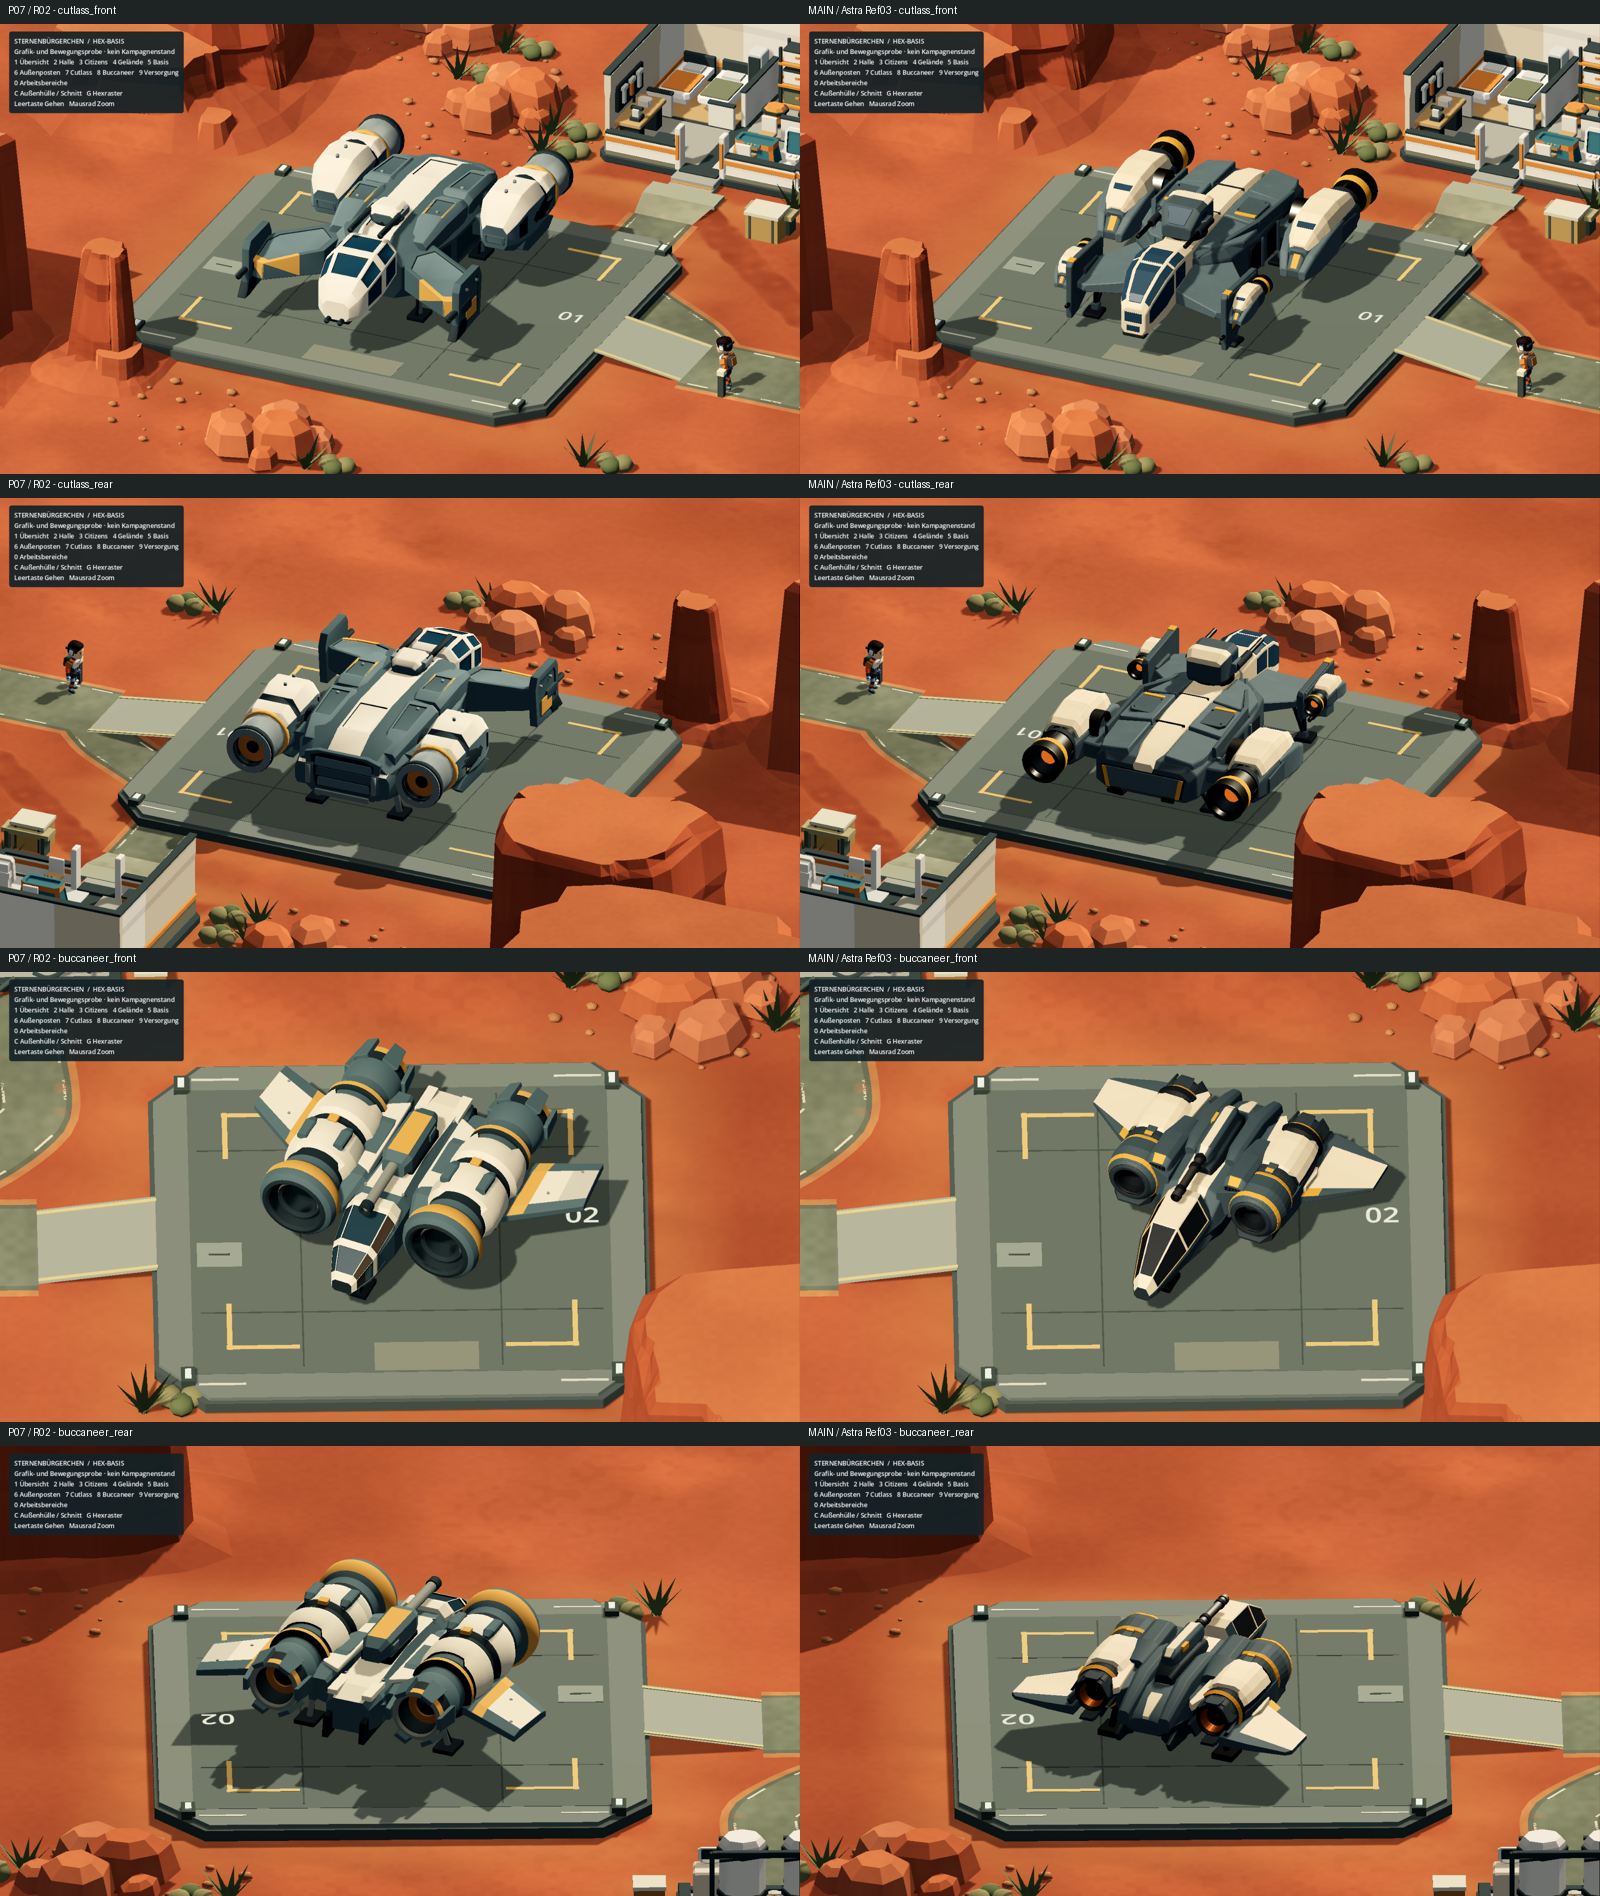 P07 / R02 - cutlass_front
STERNENBÜRGERCHEN / HEX-BASIS
Grafik- und Bewegungsprobe · kein Kampagnenstand
1 Übersicht 2 Halle 3 Citizens 4 Gelände 5 Basis
6 Außenposten 7 Cutlass 8 Buccaneer 9 Versorgung
0 Arbeitsbereiche
C Außenhülle / Schnitt G Hexraster
Leertaste Gehen Mausrad Zoom
01
MAIN / Astra Ref03 - cutlass_front
STERNENBÜRGERCHEN / HEX-BASIS
Grafik- und Bewegungsprobe · kein Kampagnenstand
1 Übersicht 2 Halle 3 Citizens 4 Gelände 5 Basis
6 Außenposten 7 Cutlass 8 Buccaneer 9 Versorgung
0 Arbeitsbereiche
C Außenhülle / Schnitt G Hexraster
Leertaste Gehen Mausrad Zoom
01
P07 / R02 - cutlass_rear
STERNENBÜRGERCHEN / HEX-BASIS
Grafik- und Bewegungsprobe · kein Kampagnenstand
1 Übersicht 2 Halle 3 Citizens 4 Gelände 5 Basis
6 Außenposten 7 Cutlass 8 Buccaneer 9 Versorgung
0 Arbeitsbereiche
C Außenhülle / Schnitt G Hexraster
Leertaste Gehen Mausrad Zoom
MAIN / Astra Ref03 - cutlass_rear
STERNENBÜRGERCHEN / HEX-BASIS
Grafik- und Bewegungsprobe · kein Kampagnenstand
1 Übersicht 2 Halle 3 Citizens 4 Gelände 5 Basis
6 Außenposten 7 Cutlass 8 Buccaneer 9 Versorgung
0 Arbeitsbereiche
C Außenhülle / Schnitt G Hexraster
Leertaste Gehen Mausrad Zoom
01
P07 / R02 - buccaneer_front
STERNENBÜRGERCHEN / HEX-BASIS
Grafik- und Bewegungsprobe · kein Kampagnenstand
1 Übersicht 2 Halle 3 Citizens 4 Gelände 5 Basis
6 Außenposten 7 Cutlass 8 Buccaneer 9 Versorgung
0 Arbeitsbereiche
C Außenhülle / Schnitt G Hexraster
Leertaste Gehen Mausrad Zoom
02
MAIN / Astra Ref03 - buccaneer_front
STERNENBÜRGERCHEN / HEX-BASIS
Grafik- und Bewegungsprobe · kein Kampagnenstand
1 Übersicht 2 Halle 3 Citizens 4 Gelände 5 Basis
6 Außenposten 7 Cutlass 8 Buccaneer 9 Versorgung
0 Arbeitsbereiche
C Außenhülle / Schnitt G Hexraster
Leertaste Gehen Mausrad Zoom
02
P07 / R02 - buccaneer_rear
STERNENBÜRGERCHEN / HEX-BASIS
Grafik- und Bewegungsprobe · kein Kampagnenstand
1 Übersicht 2 Halle 3 Citizens 4 Gelände 5 Basis
6 Außenposten 7 Cutlass 8 Buccaneer 9 Versorgung
0 Arbeitsbereiche
C Außenhülle / Schnitt G Hexraster
Leertaste Gehen Mausrad Zoom
02
MAIN / Astra Ref03 - buccaneer_rear
STERNENBÜRGERCHEN / HEX-BASIS
Grafik- und Bewegungsprobe · kein Kampagnenstand
1 Übersicht 2 Halle 3 Citizens 4 Gelände 5 Basis
6 Außenposten 7 Cutlass 8 Buccaneer 9 Versorgung
0 Arbeitsbereiche
C Außenhülle / Schnitt G Hexraster
Leertaste Gehen Mausrad Zoom
02